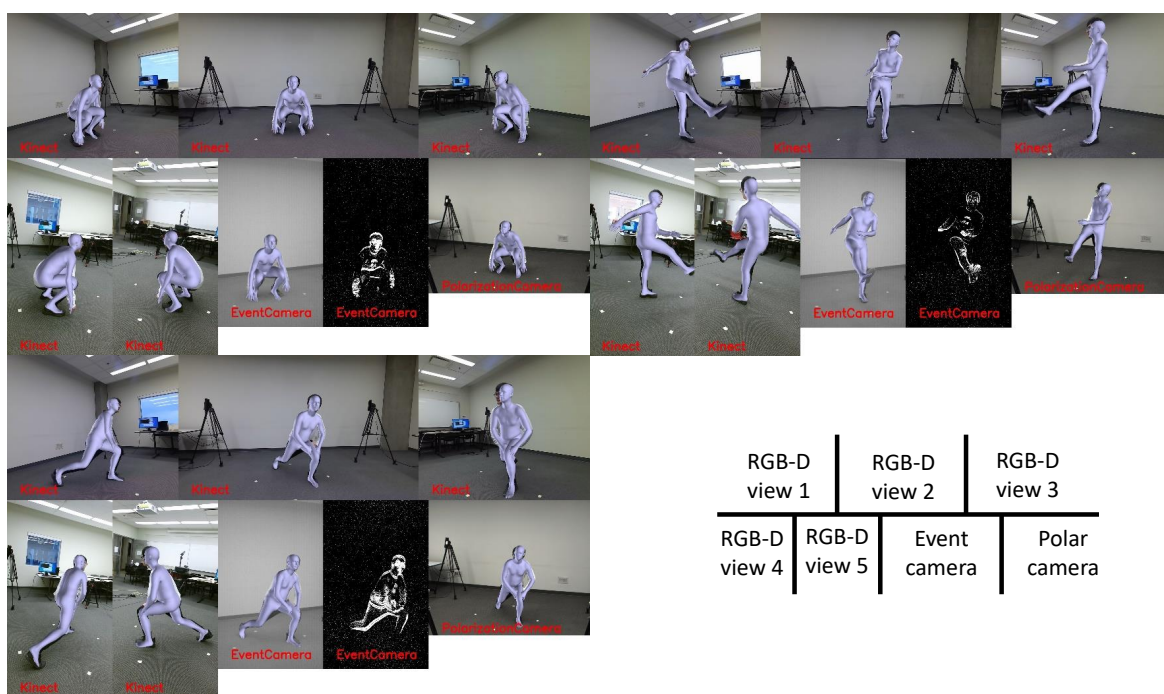 Kinect
Kinect
Kinect
Kinect
Kinect
Kinect
EventCamera
EventCamera
PolarizationCamera
Kinect
Kinect
EventCamera
EventCamera
PolarizationCamera
Kinect
Kinect
Kinect
Kinect
Kinect
RGB-D
view 1
RGB-D
view 2
RGB-D
view 3
RGB-D
view 4
RGB-D
view 5
Event
camera
Polar
camera
EventCamera
EventCamera
PolarizationCamera
Kinect
Kinect